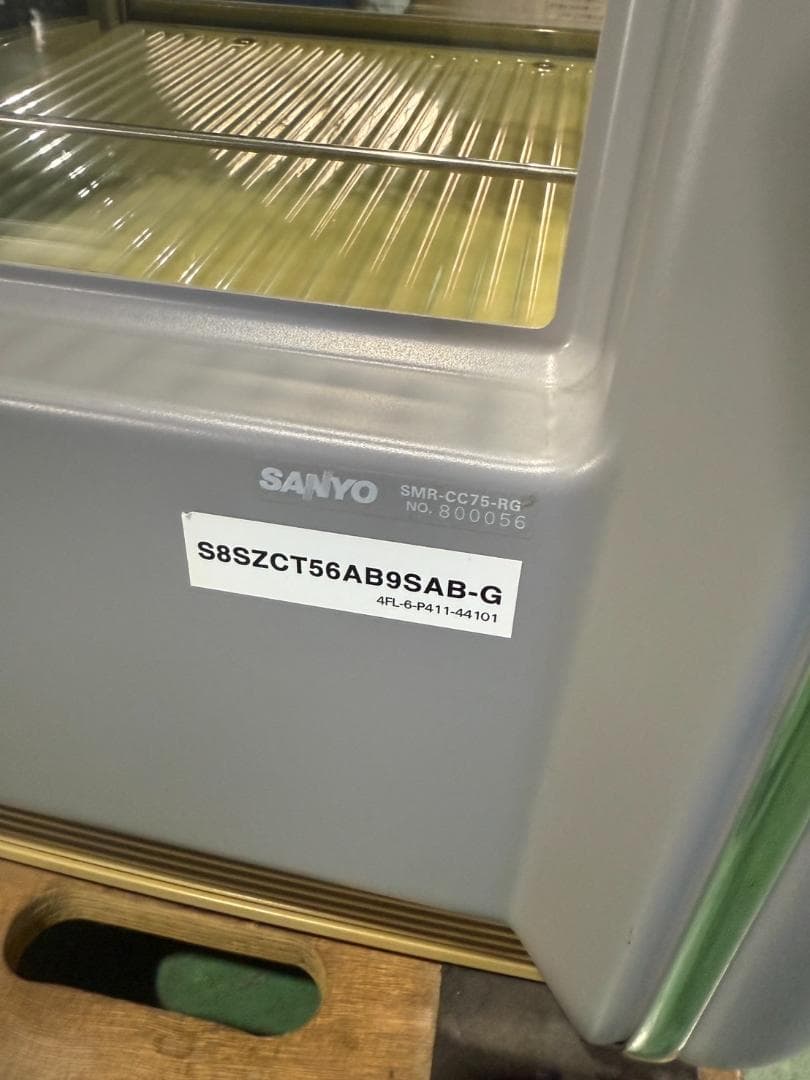 SANYO SMR-CC75-RG
NO. 800056
S8SZCT56AB9SAB-G
4FL-6-P411-44101